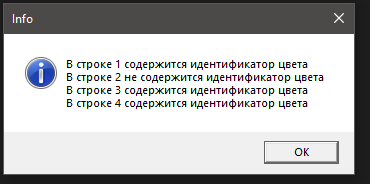 Info
В строке 1 содержится идентификатор цвета
В строке 2 не содержится идентификатор цвета
В строке 3 содержится идентификатор цвета
В строке 4 содержится идентификатор цвета
OK